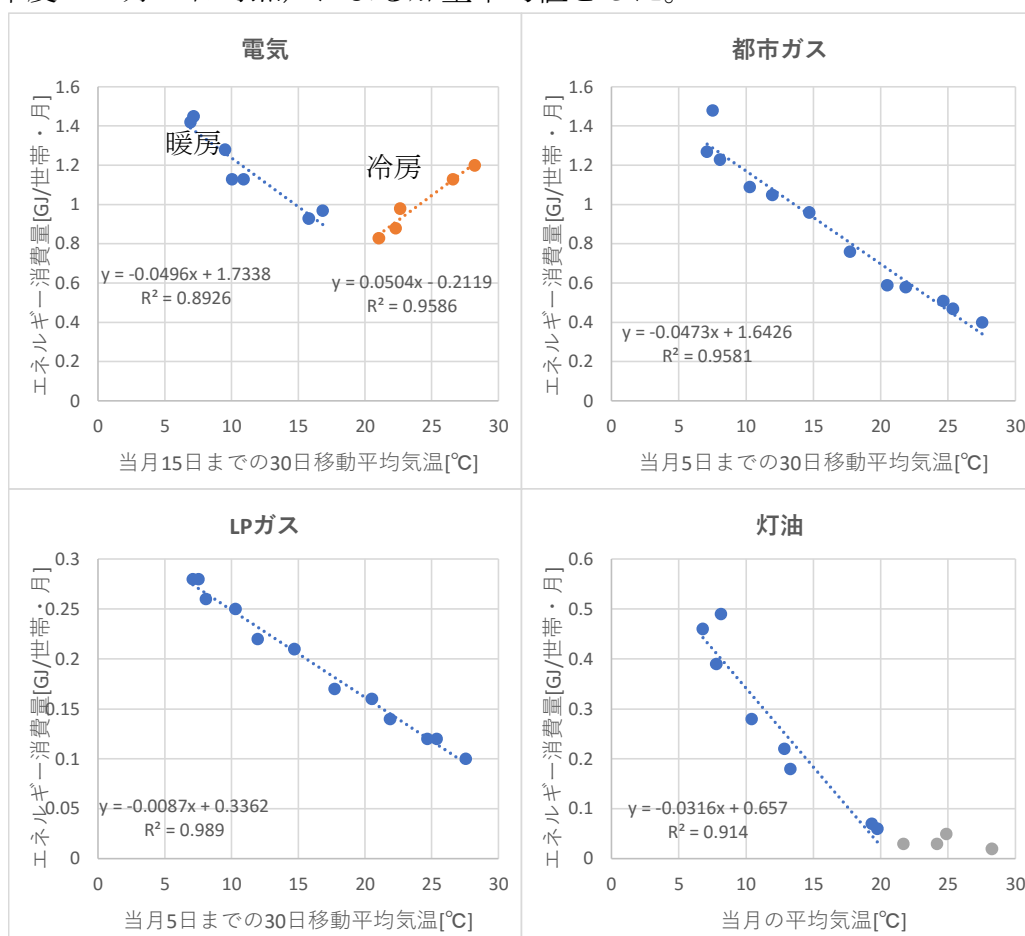 平均値とした。
電気
エネルギー消費量[GJ/世帯・月]
1.6
1.4
1.2
1
0.8
0.6
0.4
0.2
0
暖房
冷房
y = -0.0496x + 1.7338
R² = 0.8926
y = 0.0504x - 0.2119
R² = 0.9586
0 5 10 15 20 25 30
当月15日までの30日移動平均気温[℃]
都市ガス
エネルギー消費量[GJ/世帯・月]
1.6
1.4
1.2
1
0.8
0.6
0.4
0.2
0
y = -0.0473x + 1.6426
R² = 0.9581
0 5 10 15 20 25 30
当月5日までの30日移動平均気温[℃]
LPガス
エネルギー消費量[GJ/世帯・月]
0.3
0.25
0.2
0.15
0.1
0.05
0
y = -0.0087x + 0.3362
R² = 0.989
0 5 10 15 20 25 30
当月5日までの30日移動平均気温[℃]
灯油
エネルギー消費量[GJ/世帯・月]
0.6
0.5
0.4
0.3
0.2
0.1
0
y = -0.0316x + 0.657
R² = 0.914
0 5 10 15 20 25 30
当月の平均気温[℃]